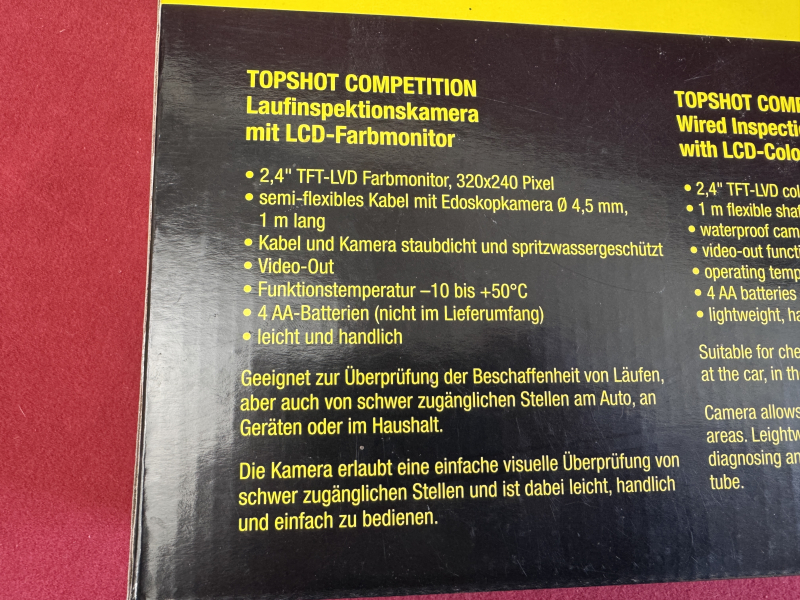 TOPSHOT COMPETITION
Laufinspektionskamera
mit LCD-Farbmonitor
• 2,4" TFT-LVD Farbmonitor, 320x240 Pixel
• semi-flexibles Kabel mit Edoskopkamera Ø 4,5 mm,
1 m lang
• Kabel und Kamera staubdicht und spritzwassergeschützt
• Video-Out
• Funktionstemperatur –10 bis +50°C
• 4 AA-Batterien (nicht im Lieferumfang)
• leicht und handlich
Geeignet zur Überprüfung der Beschaffenheit von Läufen,
aber auch von schwer zugänglichen Stellen am Auto, an
Geräten oder im Haushalt.
Die Kamera erlaubt eine einfache visuelle Überprüfung von
schwer zugänglichen Stellen und ist dabei leicht, handlich
und einfach zu bedienen.
TOPSHOT
Wired
with LCD-Colo
• 2,4" TFT-LVD
• 1 m flexible
• waterproof
• video-out
• operating
• 4 AA batteries
• lightweight,
Suitable for
at the car, in
Camera allows
areas.
diagnosing
tube.